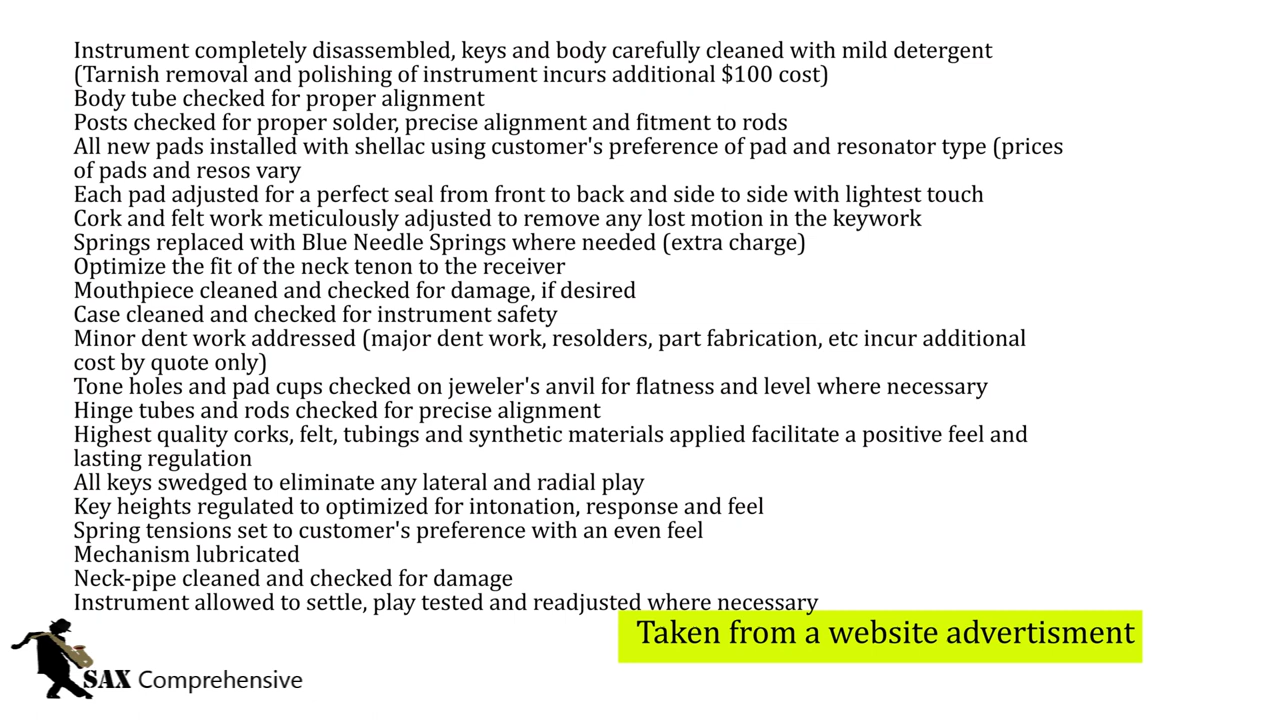 Instrument completely disassembled, keys and body carefully cleaned with mild detergent
(Tarnish removal and polishing of instrument incurs additional $100 cost)
Body tube checked for proper alignment
Posts checked for proper solder, precise alignment and fitment to rods
All new pads installed with shellac using customer's preference of pad and resonator type (prices
of pads and resos vary
Each pad adjusted for a perfect seal from front to back and side to side with lightest touch
Cork and felt work meticulously adjusted to remove any lost motion in the keywork
Springs replaced with Blue Needle Springs where needed (extra charge)
Optimize the fit of the neck tenon to the receiver
Mouthpiece cleaned and checked for damage, if desired
Case cleaned and checked for instrument safety
Minor dent work addressed (major dent work, resolders, part fabrication, etc incur additional
cost by quote only)
Tone holes and pad cups checked on jeweler's anvil for flatness and level where necessary
Hinge tubes and rods checked for precise alignment
Highest quality corks, felt, tubings and synthetic materials applied facilitate a positive feel and
lasting regulation
All keys swedged to eliminate any lateral and radial play
Key heights regulated to optimized for intonation, response and feel
Spring tensions set to customer's preference with an even feel
Mechanism lubricated
Neck-pipe cleaned and checked for damage
Instrument allowed to settle, play tested and readjusted where necessary
Taken from a website advertisment
SAX Comprehensive